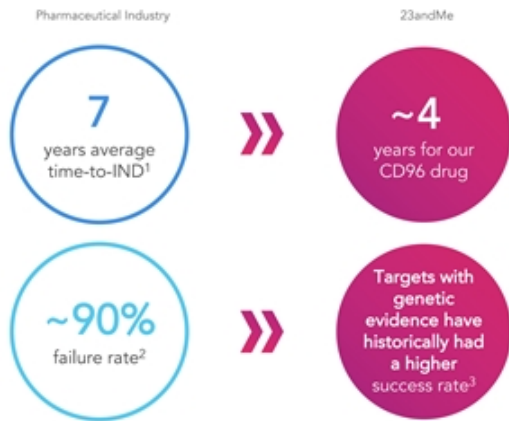 Pharmaceutical Industry
23andMe
7
years average
time-to-IND¹
~4
years for our
CD96 drug
~90%
failure rate²
Targets with
genetic
evidence have
historically had
a higher
success rate³